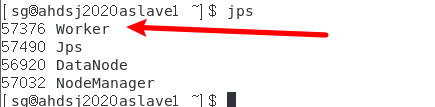 [sg@ahdsj2020aslave1 ~]$ jps
57376 Worker
57490 Jps
56920 DataNode
57032 NodeManager
[sg@ahdsj2020aslave1 ~]$